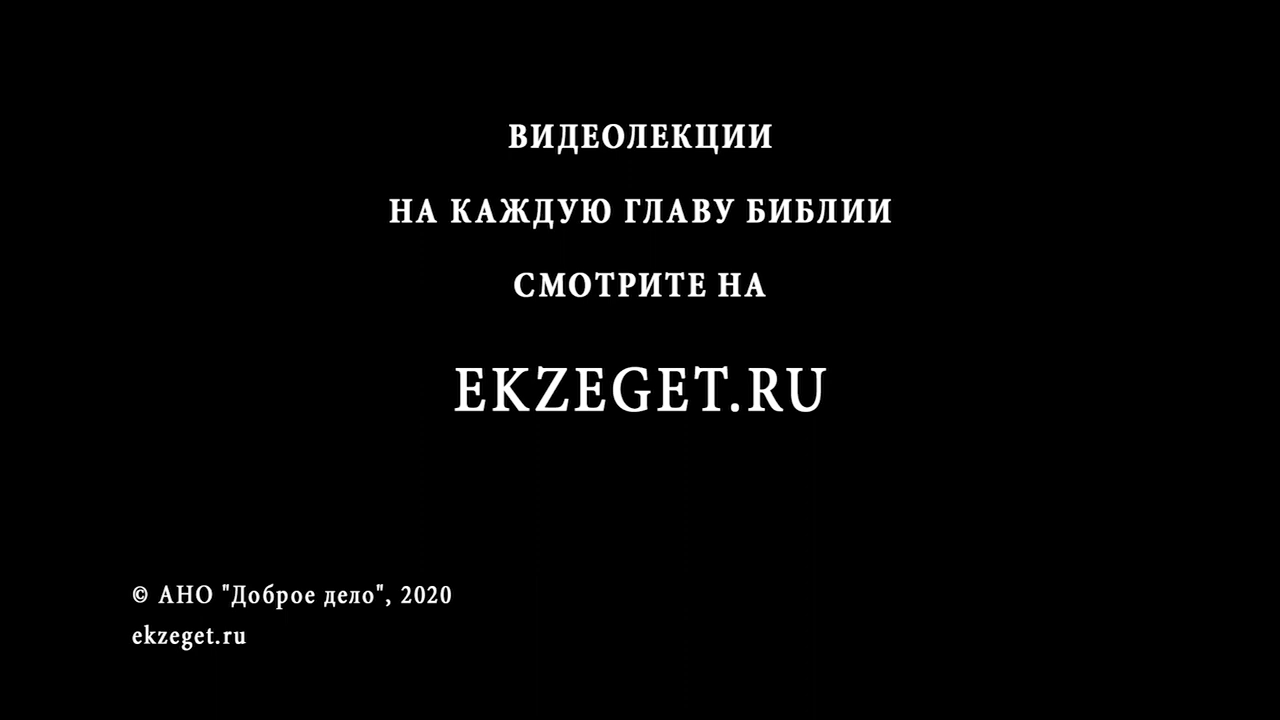 ВИДЕОЛЕКЦИИ
НА КАЖДУЮ ГЛАВУ БИБЛИИ
СМОТРИТЕ НА
EKZEGET.RU
© АНО "Доброе дело", 2020
ekzeget.ru